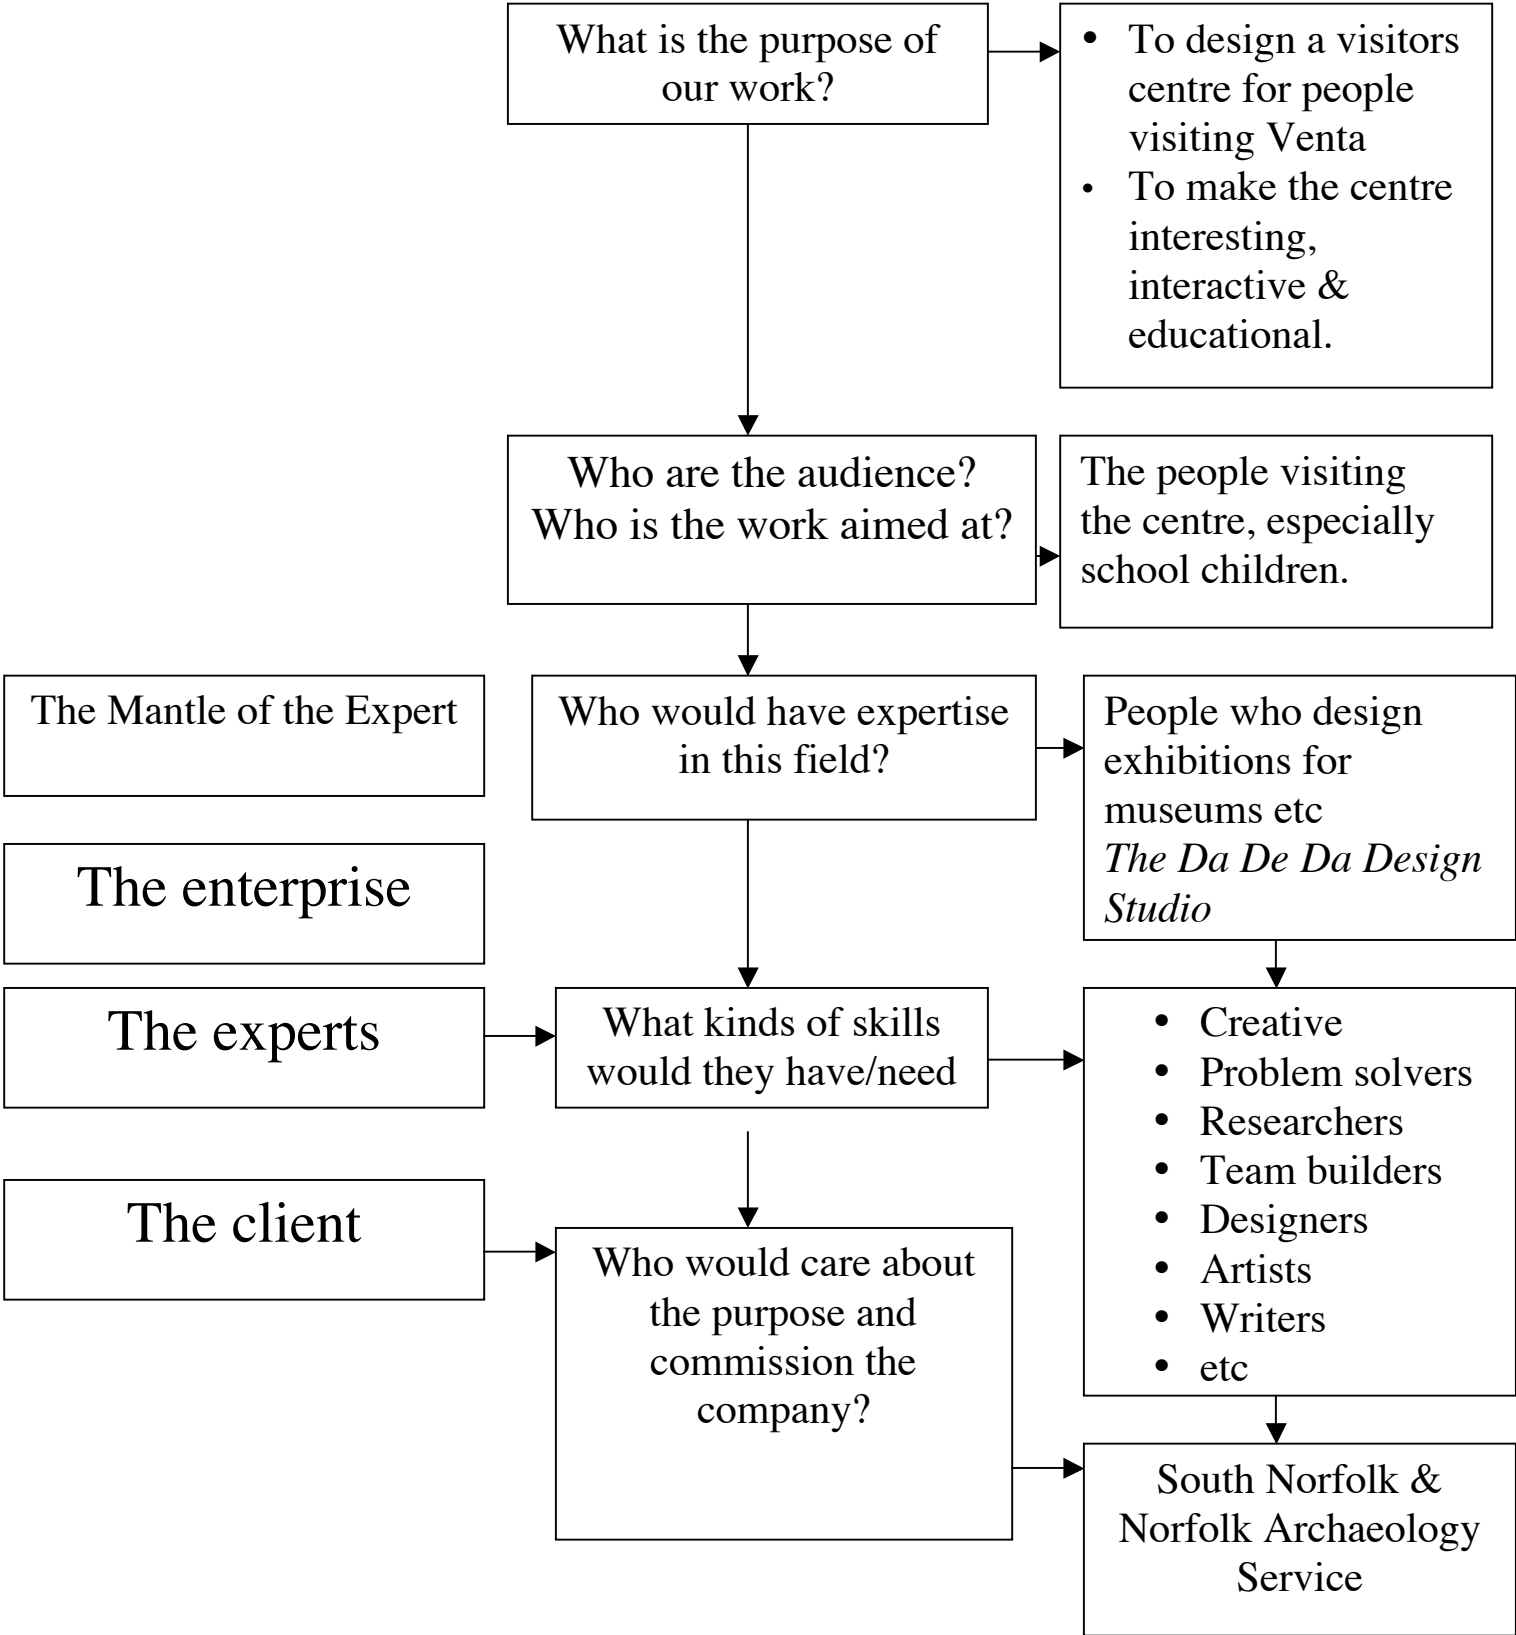 What is the purpose of
our work?
• To design a visitors
centre for people
visiting Venta
• To make the centre
interesting,
interactive &
educational.
Who are the audience?
Who is the work aimed at?
The people visiting
the centre, especially
school children.
The Mantle of the Expert
Who would have expertise
in this field?
People who design
exhibitions for
museums etc
The Da De Da Design
Studio
The enterprise
The experts
What kinds of skills
would they have/need
• Creative
• Problem solvers
• Researchers
• Team builders
• Designers
• Artists
• Writers
• etc
The client
Who would care about
the purpose and
commission the
company?
South Norfolk &
Norfolk Archaeology
Service